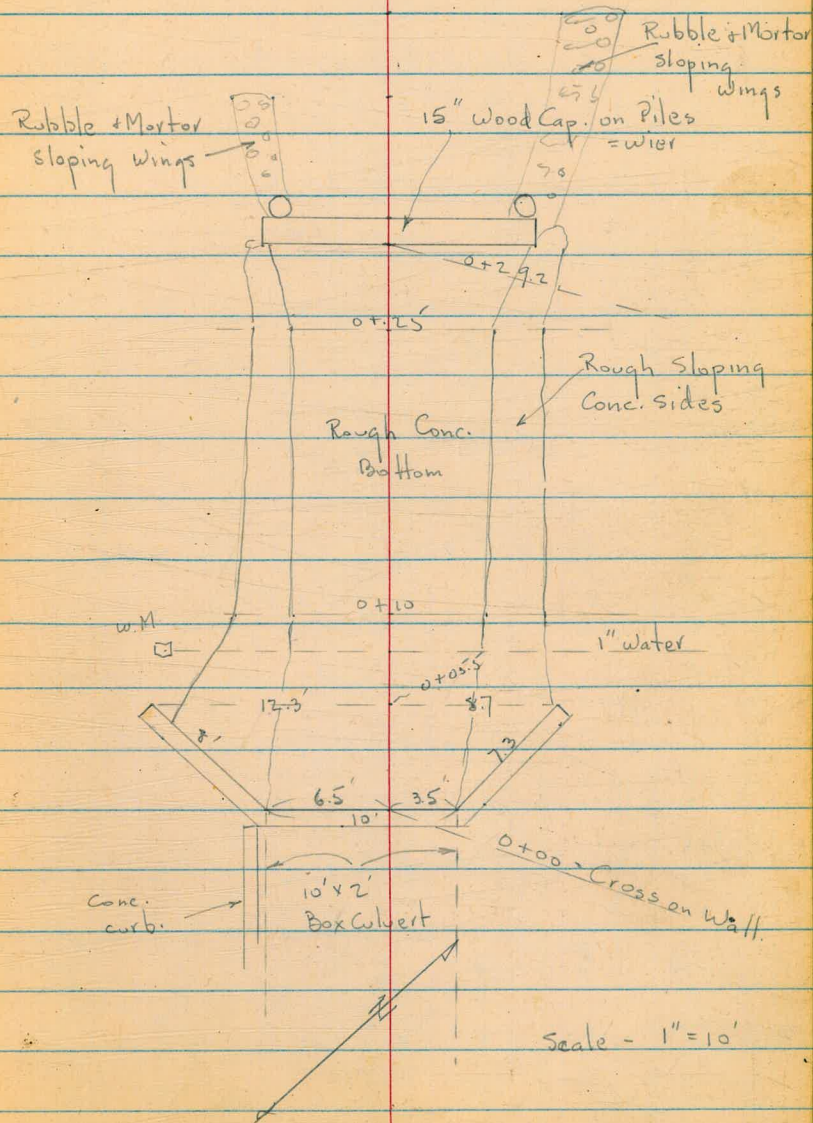 Rubble & Mortor
sloping
wings
Rubble & Mortor
sloping wings
15" Wood Cap. on Piles
= wier
0+29.2
0+25
Rough Sloping
Conc. sides
Rough Conc.
Bottom
0+10
W.M
1" Water
0+05.5
12.3'
8.7
8'
7.3
6.5'
3.5'
10'
0+00 = Cross on Wall.
10' x 2'
Box Culvert
Conc.
curb.
Scale - 1" = 10'